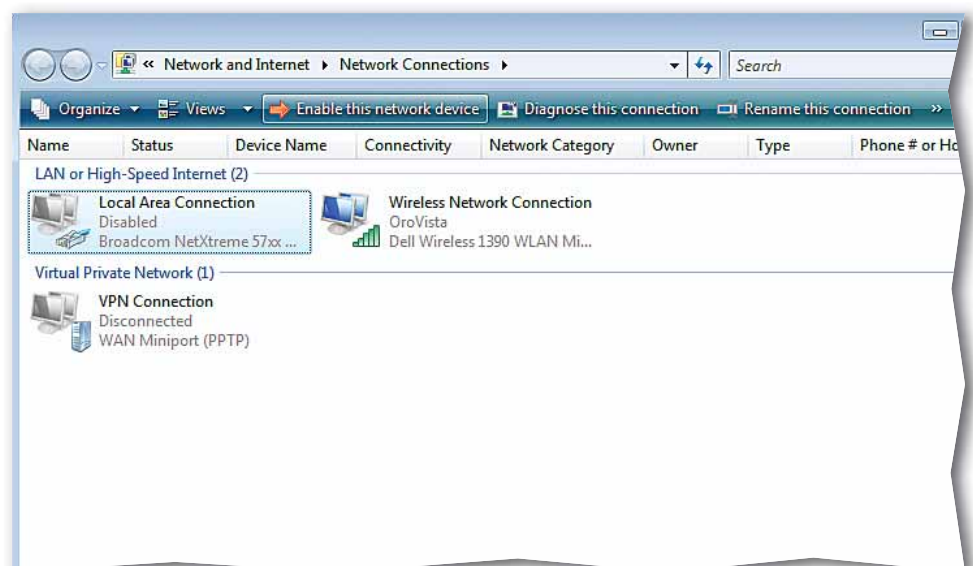 « Network and Internet ▸ Network Connections ▸ Search
Organize Views Enable this network device Diagnose this connection Rename this connection »
Name Status Device Name Connectivity Network Category Owner Type Phone # or
LAN or High-Speed Internet (2)
Local Area Connection
Disabled
Broadcom NetXtreme 57xx ...
Wireless Network Connection
OroVista
Dell Wireless 1390 WLAN Mi...
Virtual Private Network (1)
VPN Connection
Disconnected
WAN Miniport (PPTP)